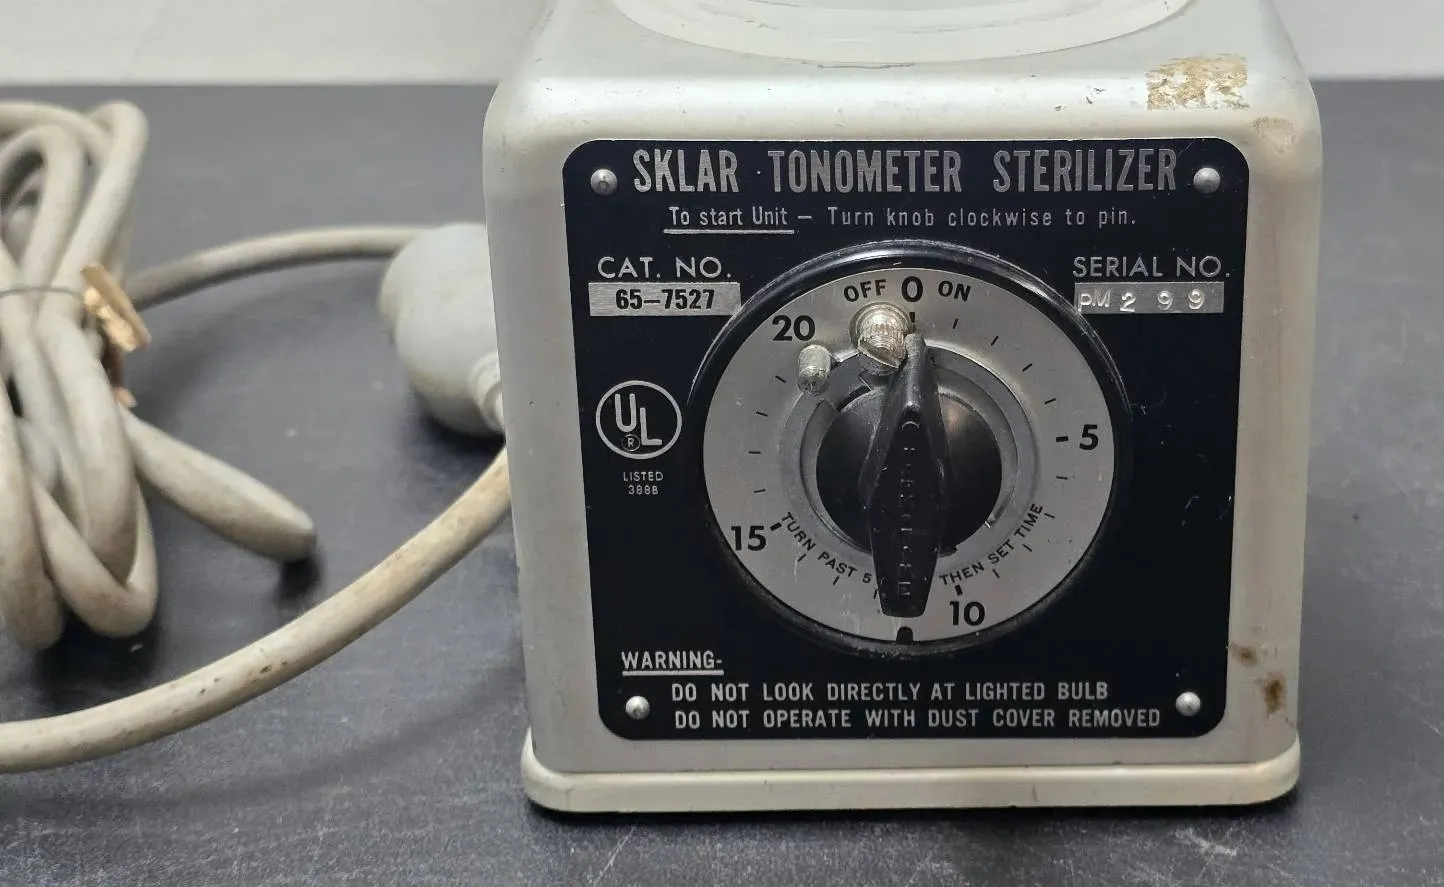 SKLAR TONOMETER STERILIZER
To start Unit – Turn knob clockwise to pin.
CAT. NO.
65-7527
SERIAL NO.
PM 2 9 9
OFF 0 ON
20
5
15
10
TURN PAST 5 THEN SET TIME
UL
®
LISTED
388B
WARNING-
DO NOT LOOK DIRECTLY AT LIGHTED BULB
DO NOT OPERATE WITH DUST COVER REMOVED